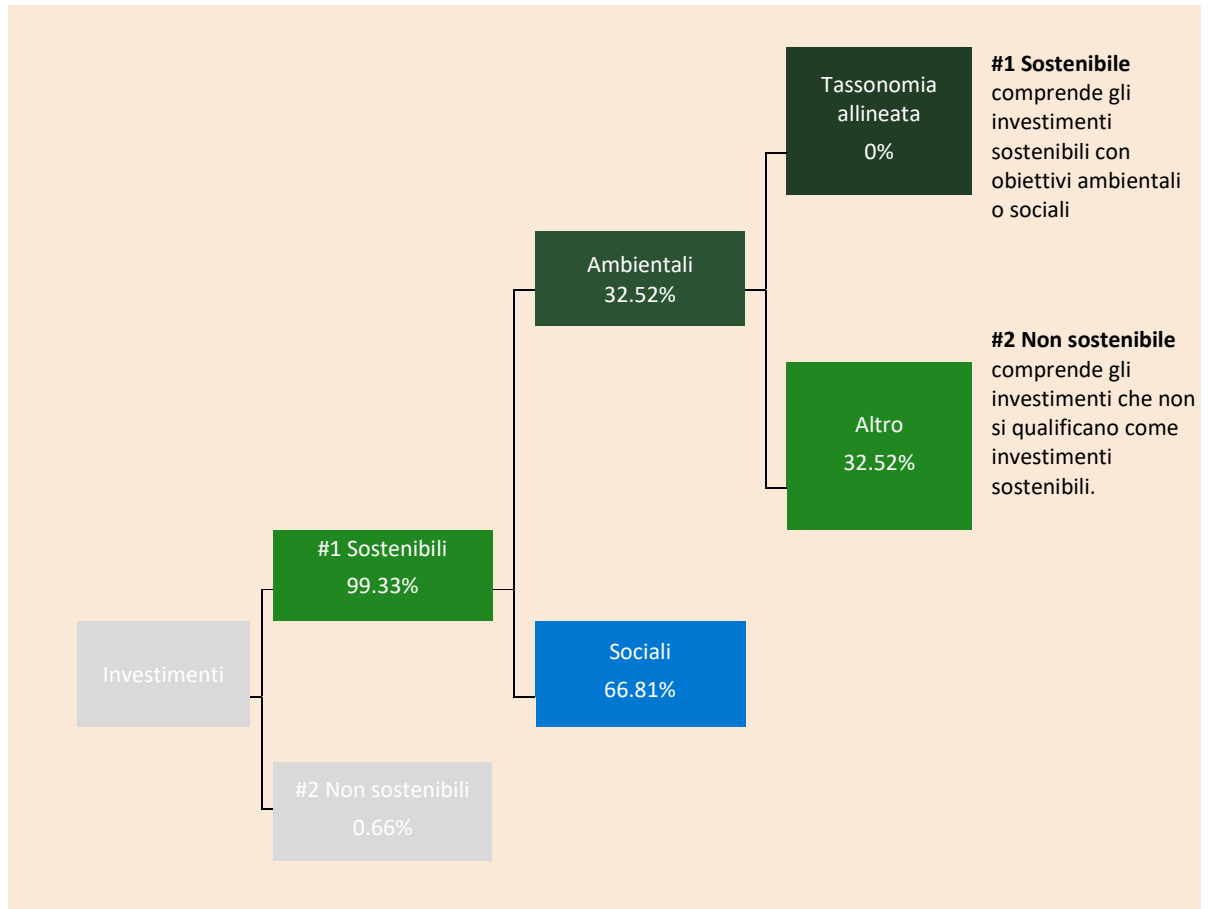 Tassonomia
allineata
0%
#1 Sostenibile
comprende gli
investimenti
sostenibili con
obiettivi ambientali
o sociali
Ambientali
32.52%
#2 Non sostenibile
comprende gli
investimenti che non
si qualificano come
investimenti
sostenibili.
Altro
32.52%
#1 Sostenibili
99.33%
Sociali
66.81%
Investimenti
#2 Non sostenibili
0.66%